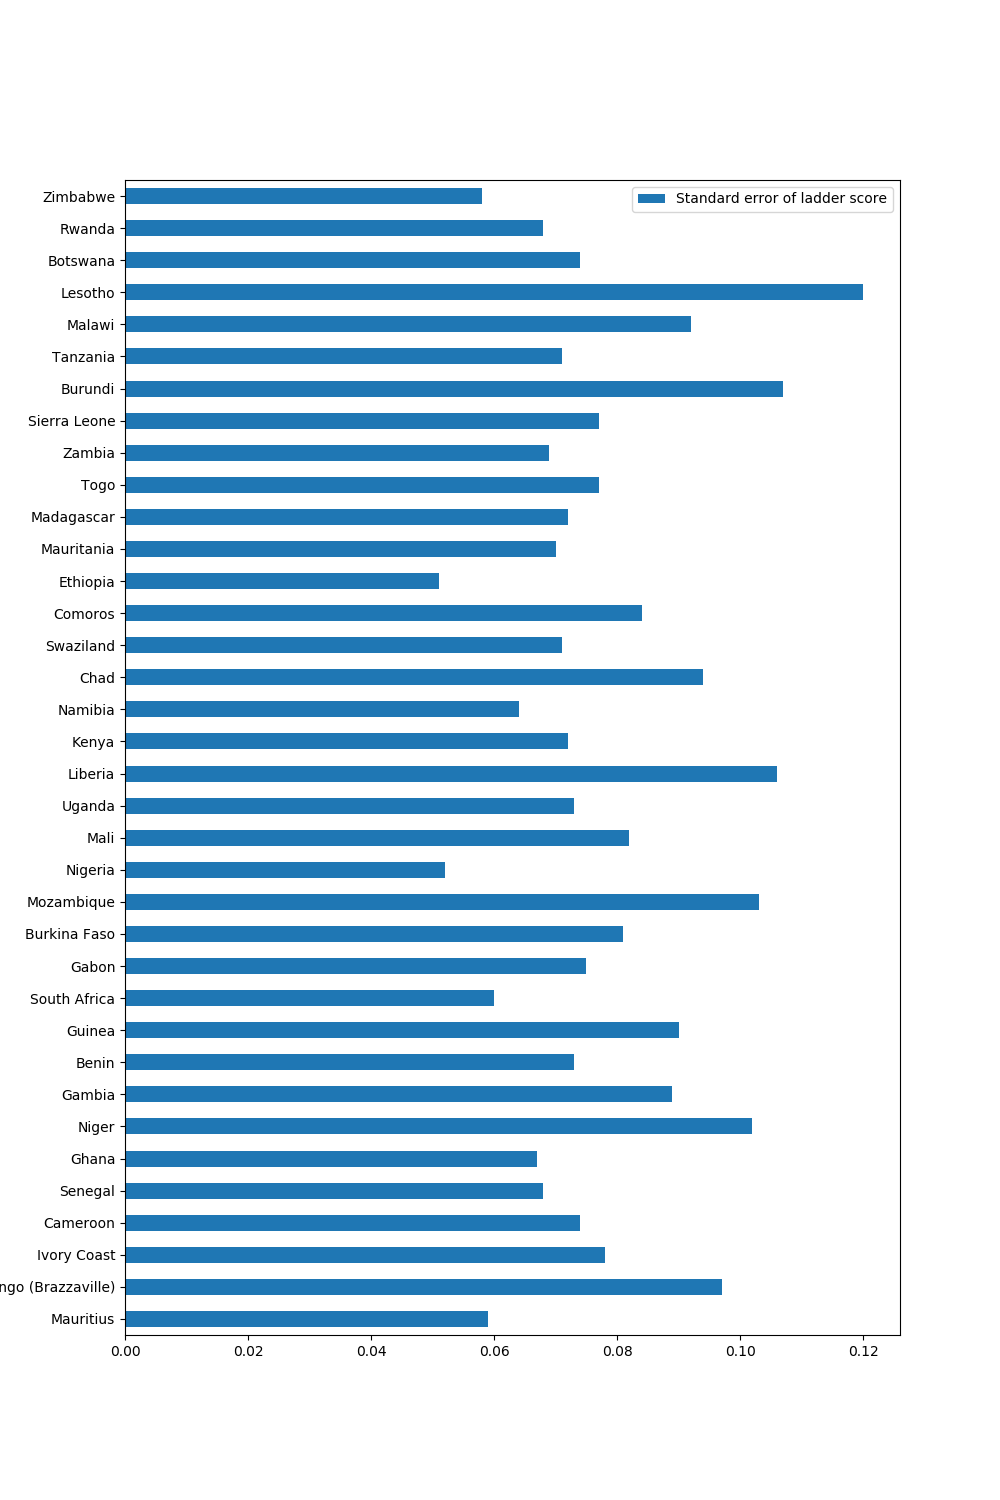 Standard error of ladder score
Zimbabwe
Rwanda
Botswana
Lesotho
Malawi
Tanzania
Burundi
Sierra Leone
Zambia
Togo
Madagascar
Mauritania
Ethiopia
Comoros
Swaziland
Chad
Namibia
Kenya
Liberia
Uganda
Mali
Nigeria
Mozambique
Burkina Faso
Gabon
South Africa
Guinea
Benin
Gambia
Niger
Ghana
Senegal
Cameroon
Ivory Coast
ngo (Brazzaville)
Mauritius
0.00 0.02 0.04 0.06 0.08 0.10 0.12